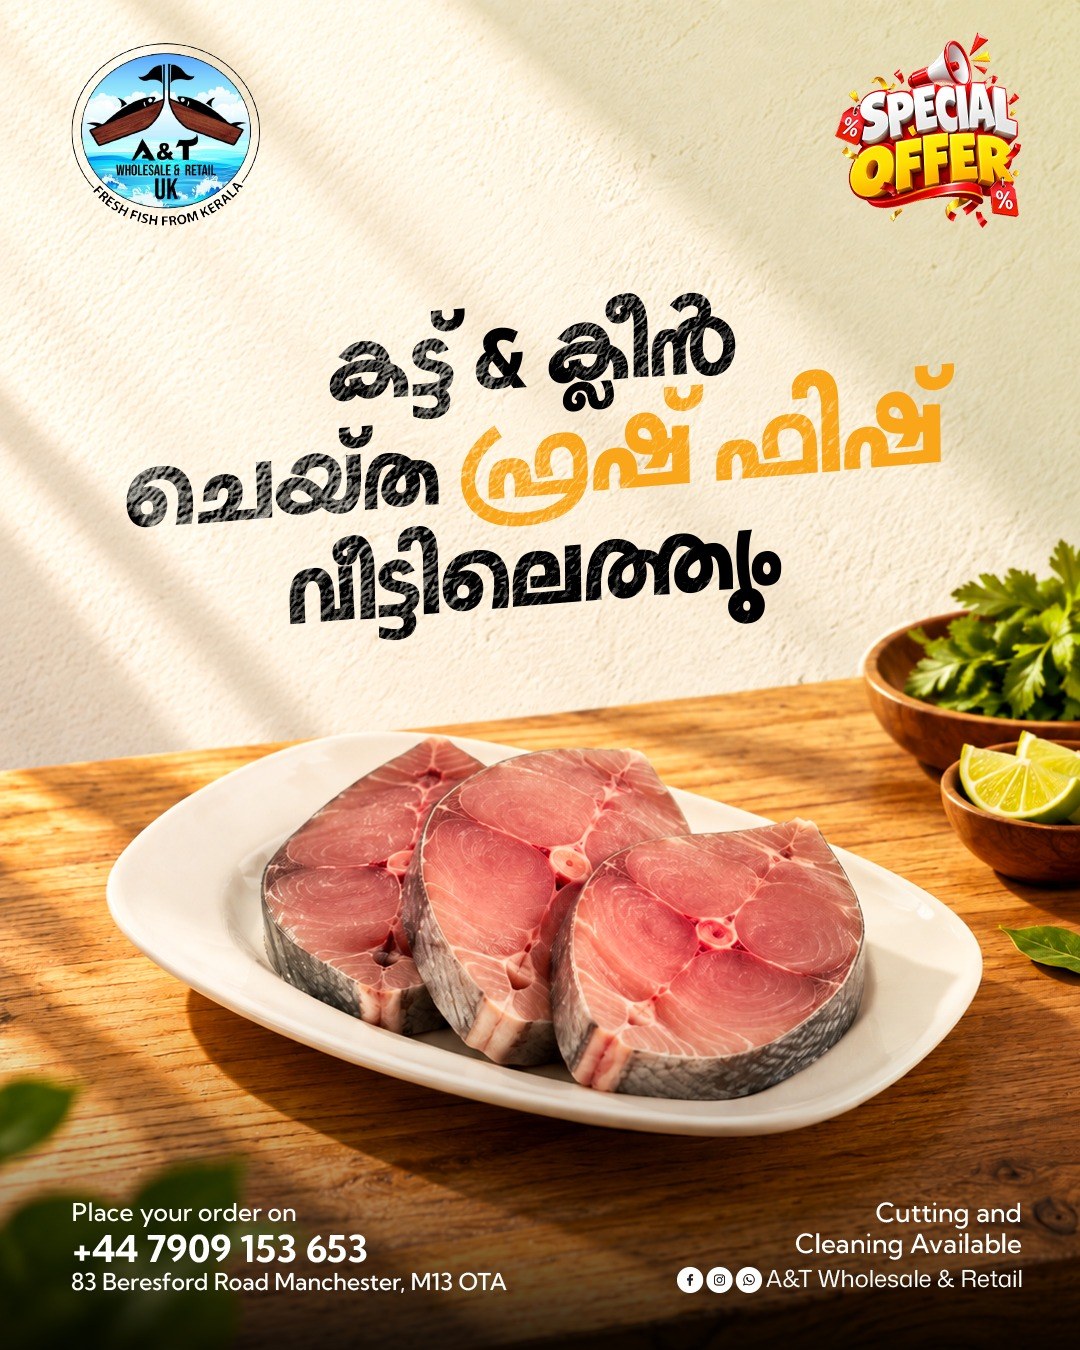 A&T
WHOLESALE & RETAIL
UK
FRESH FISH FROM KERALA
SPECIAL
OFFER
%
%
കട്ട് & ക്ലീൻ
ചെയ്ത ഫ്രഷ് ഫിഷ്
വീട്ടിലെത്തും
Place your order on
+44 7909 153 653
83 Beresford Road Manchester, M13 OTA
Cutting and
Cleaning Available
A&T Wholesale & Retail